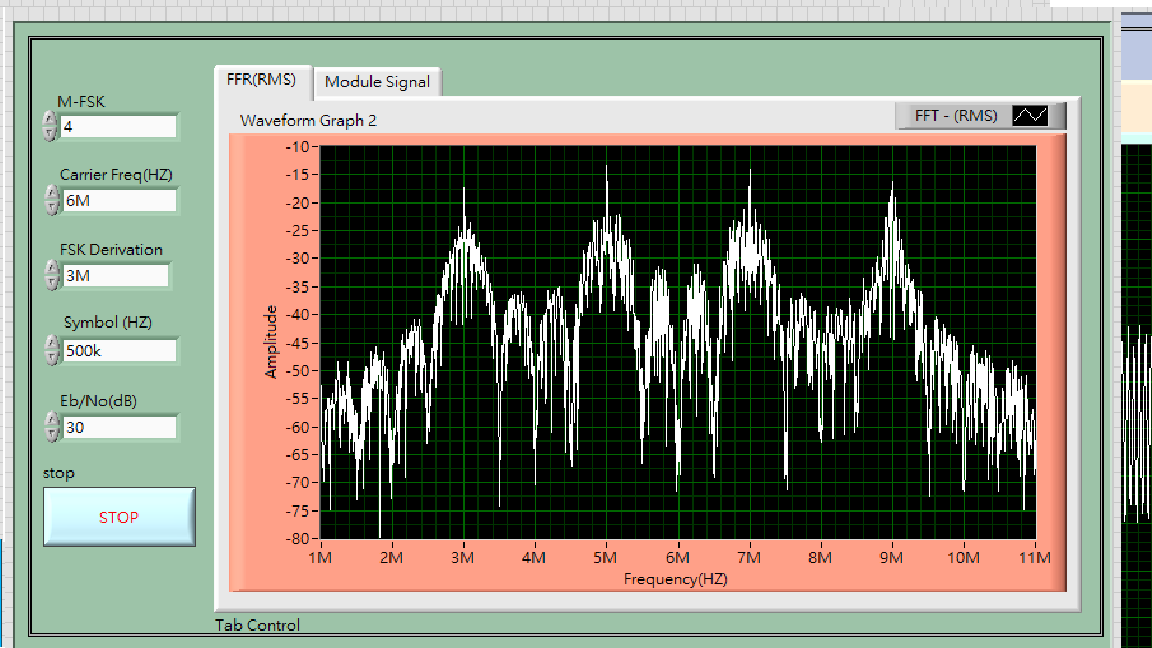 FFR(RMS)
Module Signal
M-FSK
4
Carrier Freq(HZ)
6M
FSK Derivation
3M
Symbol (HZ)
500k
Eb/No(dB)
30
stop
STOP
Waveform Graph 2
FFT - (RMS)
Amplitude
-10
-15
-20
-25
-30
-35
-40
-45
-50
-55
-60
-65
-70
-75
-80
1M 2M 3M 4M 5M 6M 7M 8M 9M 10M 11M
Frequency(HZ)
Tab Control